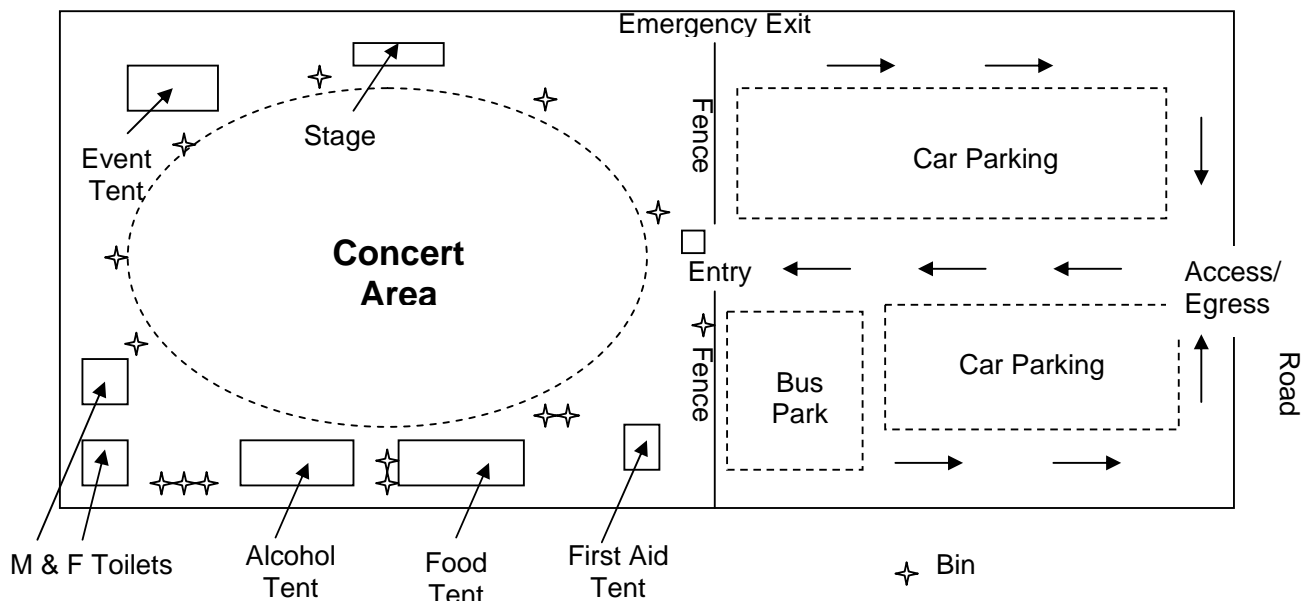 Emergency Exit
Stage
Fence
Car Parking
Event
Tent
Concert
Area
Entry
Access/
Egress
Fence
Bus
Park
Car Parking
Road
M & F Toilets
Alcohol
Tent
Food
Tent
First Aid
Tent
Bin